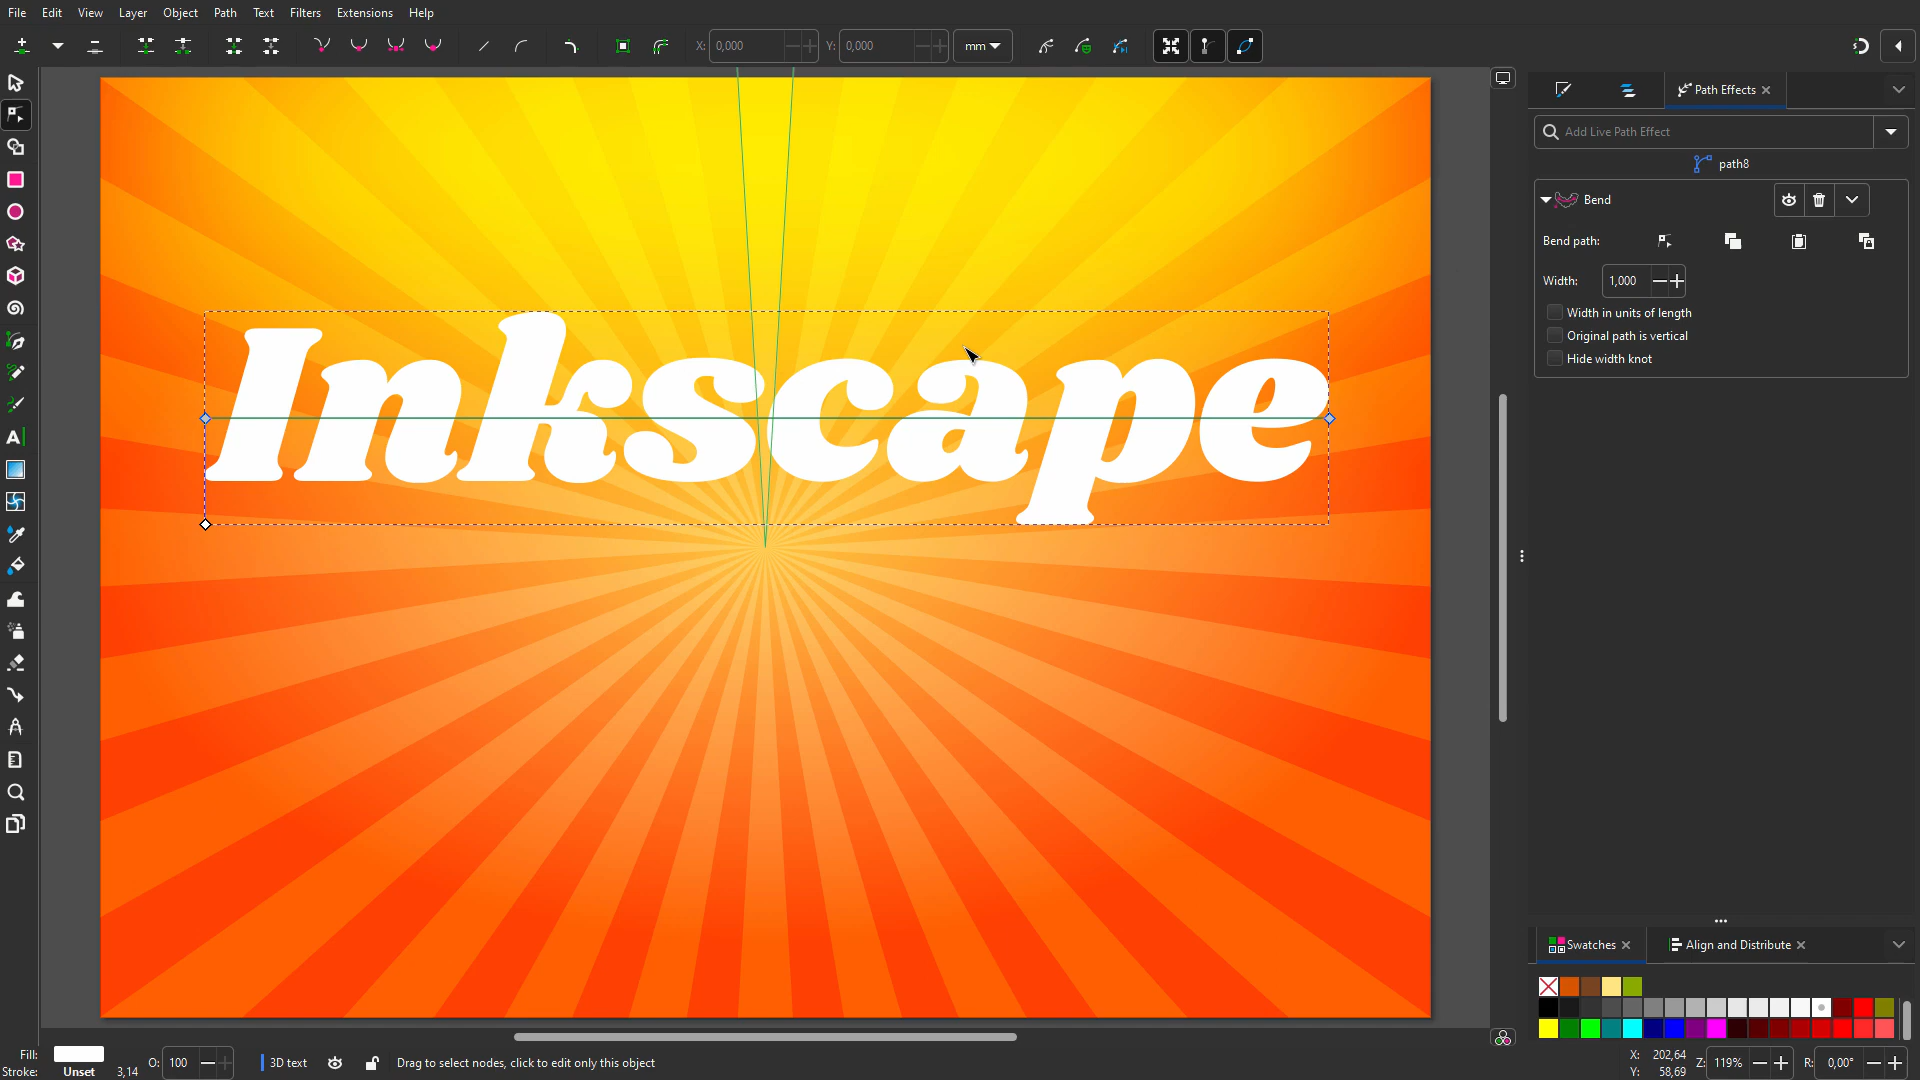 File Edit View Layer Object Path Text Filters Extensions Help
X: 0,000 Y: 0,000 mm
Path Effects
Add Live Path Effect
path8
Bend
Bend path:
Width: 1,000
Width in units of length
Original path is vertical
Hide width knot
Inkscape
Swatches Align and Distribute
Fill:
Stroke: Unset 3,14
O: 100
3D text
Drag to select nodes, click to edit only this object
X: 202,64
Y: 58,69
Z: 119%
R: 0,00°